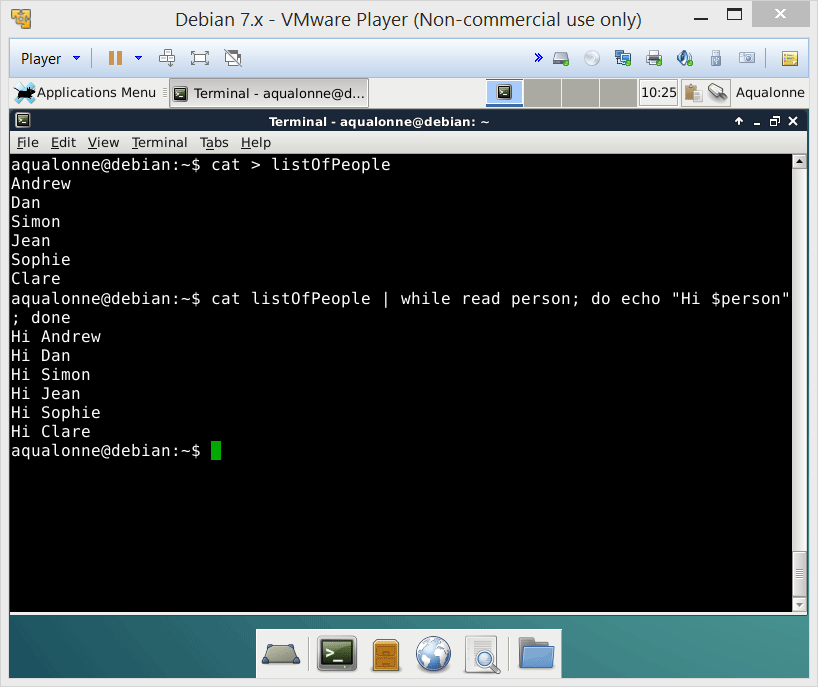 Debian 7.x - VMware Player (Non-commercial use only)
Player
Applications Menu
Terminal - aqualonne@d...
10:25
Aqualonne
Terminal - aqualonne@debian: ~
File Edit View Terminal Tabs Help
aqualonne@debian:~$ cat > listOfPeople
Andrew
Dan
Simon
Jean
Sophie
Clare
aqualonne@debian:~$ cat listOfPeople | while read person; do echo "Hi $person"
; done
Hi Andrew
Hi Dan
Hi Simon
Hi Jean
Hi Sophie
Hi Clare
aqualonne@debian:~$